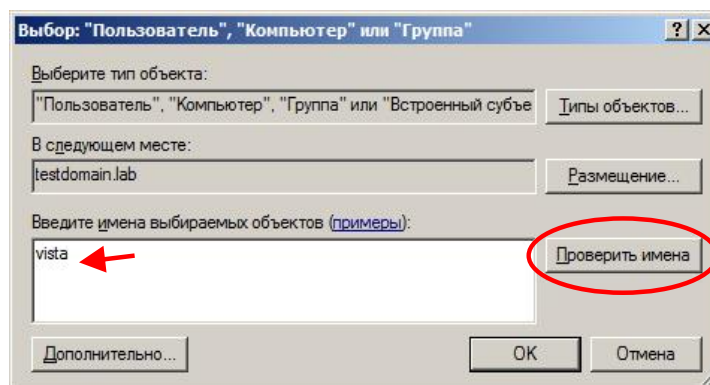 Выбор: "Пользователь", "Компьютер" или "Группа"
Выберите тип объекта:
"Пользователь", "Компьютер", "Группа" или "Встроенный субъе
Типы объектов...
В следующем месте:
testdomain.lab
Размещение...
Введите имена выбираемых объектов (примеры):
vista
Проверить имена
Дополнительно...
OK
Отмена